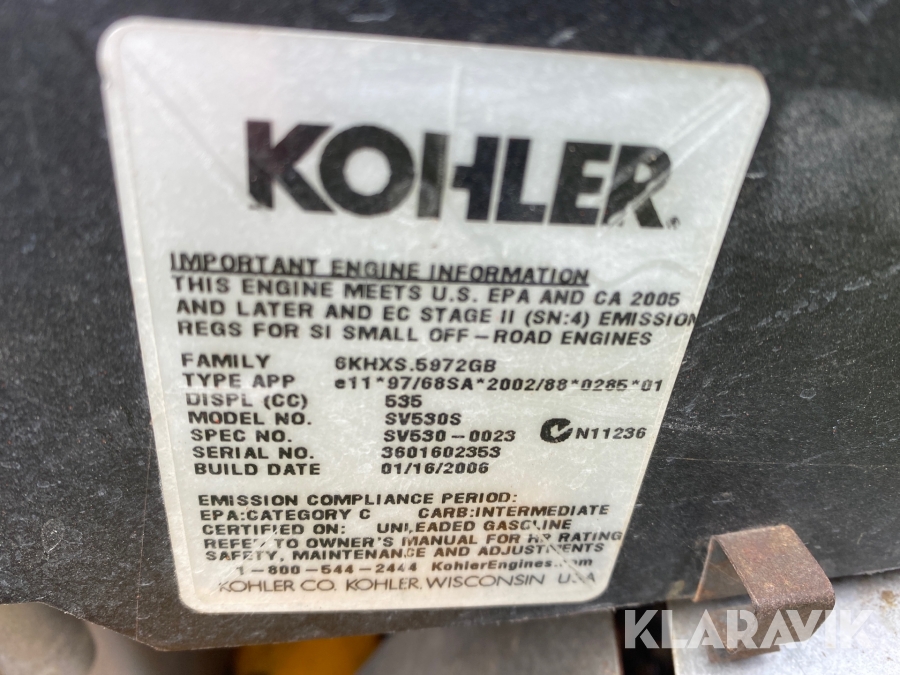 KOHLER.
IMPORTANT ENGINE INFORMATION
THIS ENGINE MEETS U.S. EPA AND CA 2005
AND LATER AND EC STAGE II (SN:4) EMISSION
REGS FOR SI SMALL OFF-ROAD ENGINES
FAMILY 6KHXS.5972GB
TYPE APP e11*97/68SA*2002/88*0285*01
DISPL (CC) 535
MODEL NO. SV530S
SPEC NO. SV530-0023 N11236
SERIAL NO. 3601602353
BUILD DATE 01/16/2006
EMISSION COMPLIANCE PERIOD:
EPA:CATEGORY C CARB:INTERMEDIATE
CERTIFIED ON: UNLEADED GASOLINE
REFER TO OWNER'S MANUAL FOR HP RATING
SAFETY, MAINTENANCE AND ADJUSTMENTS
1-800-544-2444 KohlerEngines.com
KOHLER CO. KOHLER, WISCONSIN USA
KLARAVIK